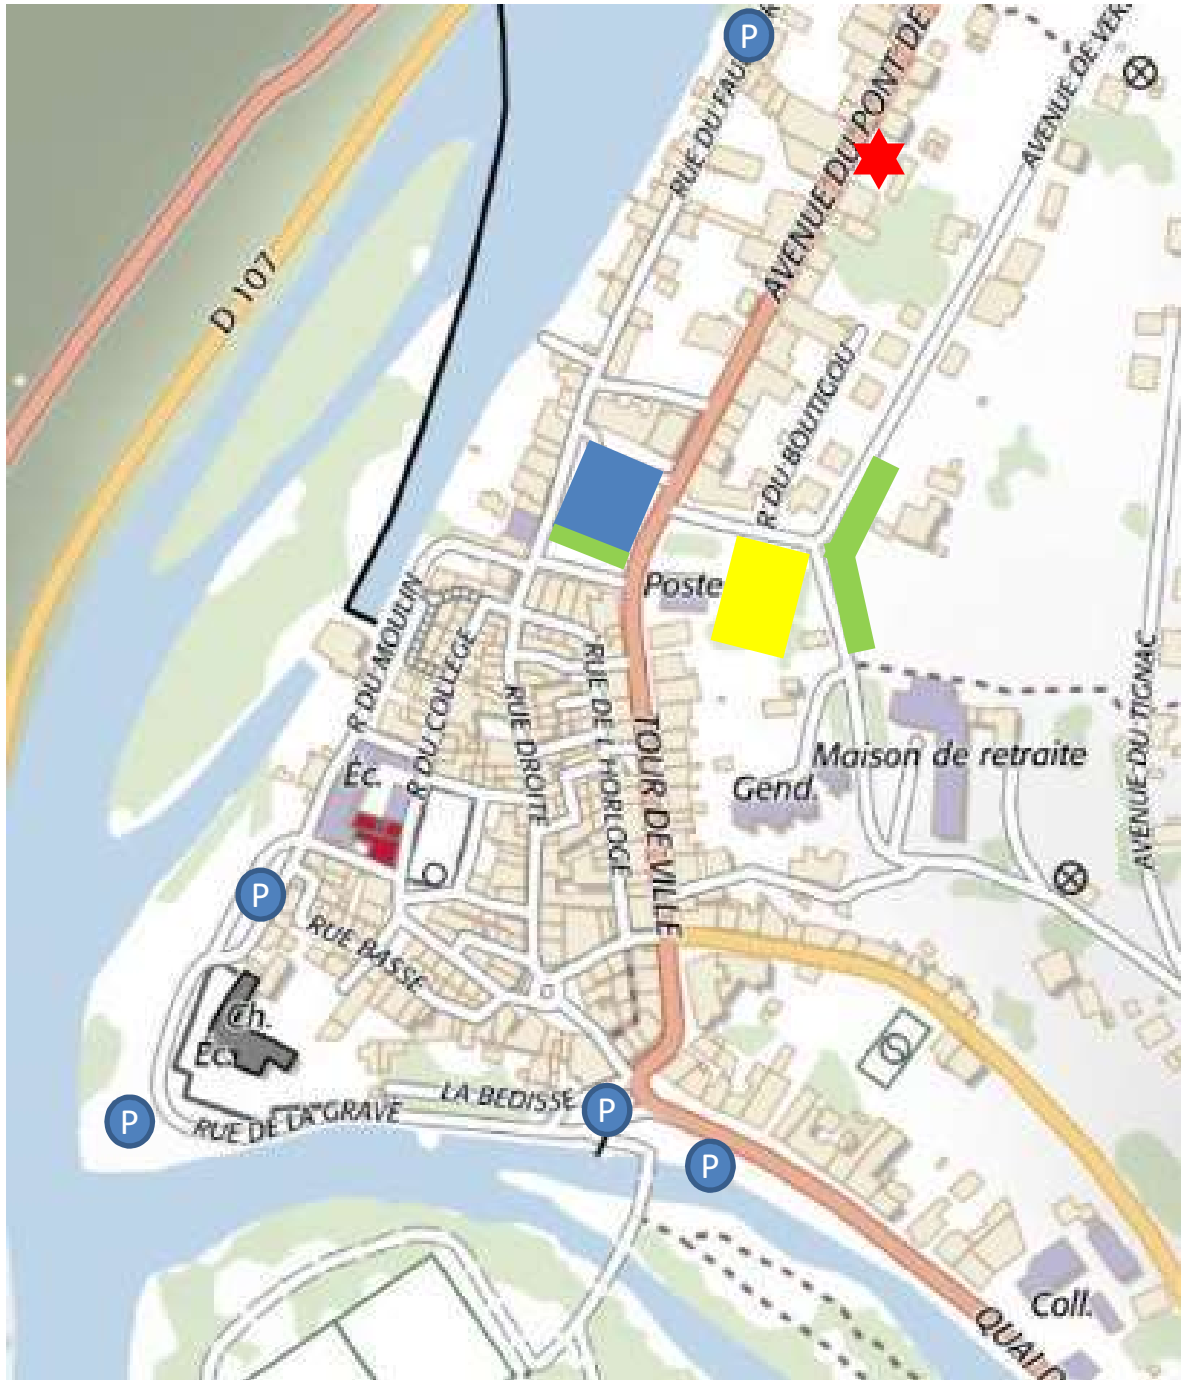 P
RUE DU FAU
AVENUE DU PONT DE
AVENUE DE VER
D 107
R DU BOUTIGOU
Poste
R DU MOULIN
R DU COLLEGE
RUE DROITE
RUE DE L'HORLOGE
TOUR DE VILLE
Maison de retraite
Gend.
AVENUE DU TIGNAC
Ec.
P
RUE BASSE
Ch.
Ec.
LA BEDISSE
P
P
RUE DE LA GRAVE
P
Coll.
QUAI